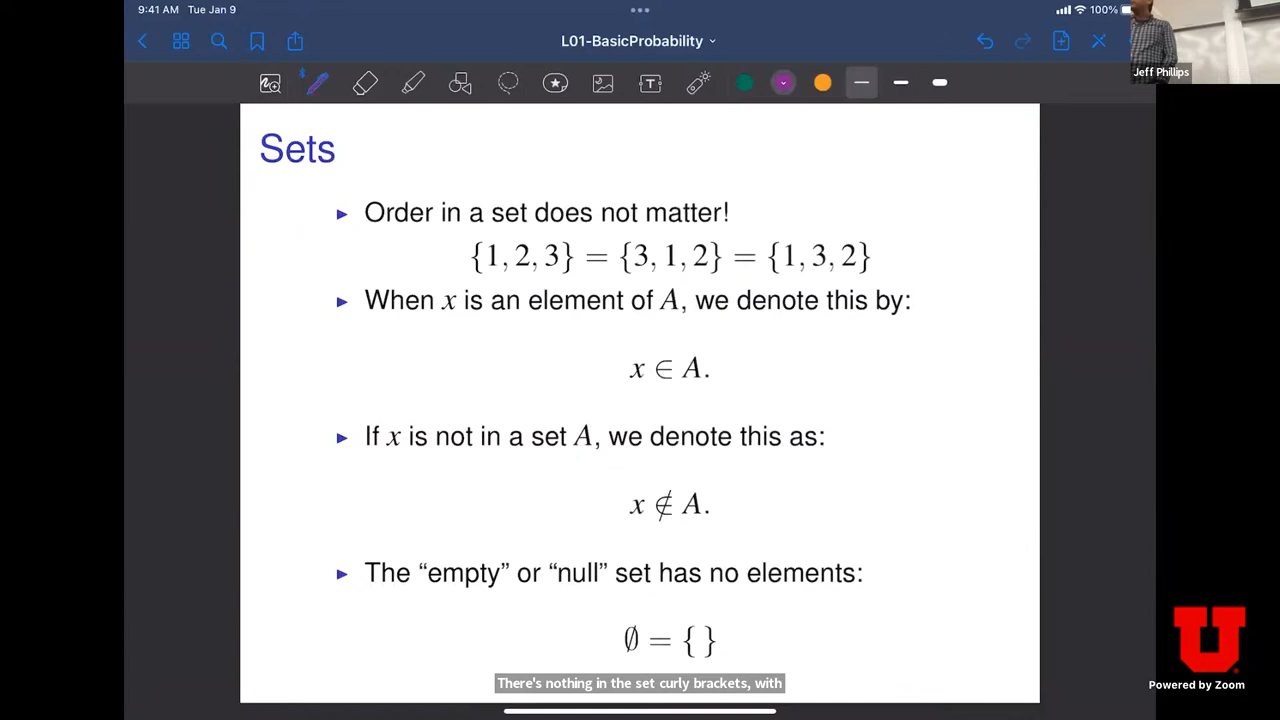 9:41 AM Tue Jan 9
100%
L01-BasicProbability
Jeff Phillips
T
Sets
Order in a set does not matter!
{1, 2, 3} = {3, 1, 2} = {1, 3, 2}
When x is an element of A, we denote this by:
x ∈ A.
If x is not in a set A, we denote this as:
x ∉ A.
The “empty” or “null” set has no elements:
∅ = { }
There's nothing in the set curly brackets, with
U
Powered by Zoom